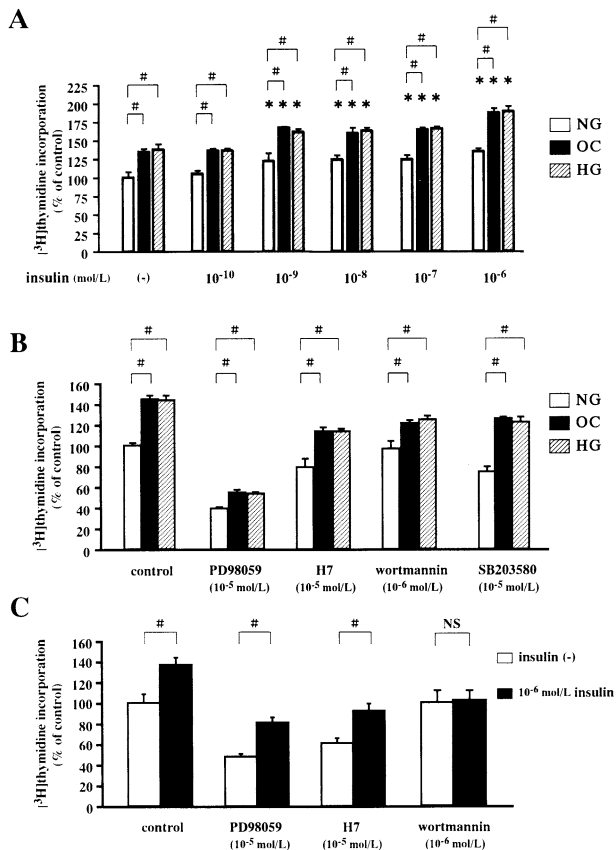 A
[³H]thymidine incorporation
(% of control)
225
200
175
150
125
100
75
50
25
0
# # # # # #
# # # # # #
* * * * * * * * * * * *
NG
OC
HG
insulin (mol/L) (-) 10⁻¹⁰ 10⁻⁹ 10⁻⁸ 10⁻⁷ 10⁻⁶
B
[³H]thymidine incorporation
(% of control)
160
140
120
100
80
60
40
20
0
# # # # #
# # # # #
NG
OC
HG
control PD98059 H7 wortmannin SB203580
(10⁻⁵ mol/L) (10⁻⁵ mol/L) (10⁻⁶ mol/L) (10⁻⁵ mol/L)
C
[³H]thymidine incorporation
(% of control)
160
140
120
100
80
60
40
20
0
# # # NS
insulin (-)
10⁻⁶ mol/L insulin
control PD98059 H7 wortmannin
(10⁻⁵ mol/L) (10⁻⁵ mol/L) (10⁻⁶ mol/L)